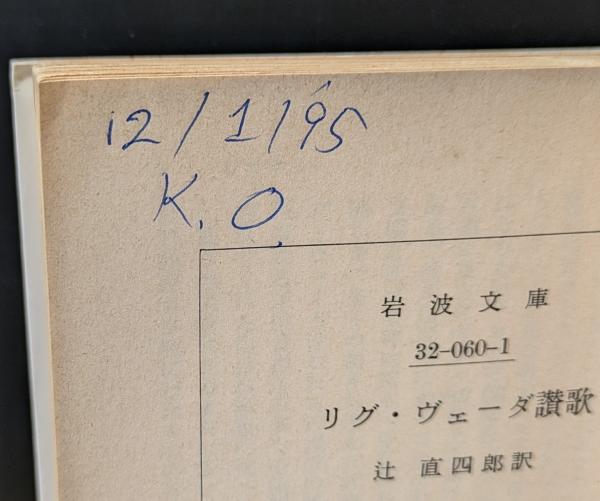 12/1/'95
K. O.
岩波文庫
32-060-1
リグ・ヴェーダ讃歌
辻 直四郎訳